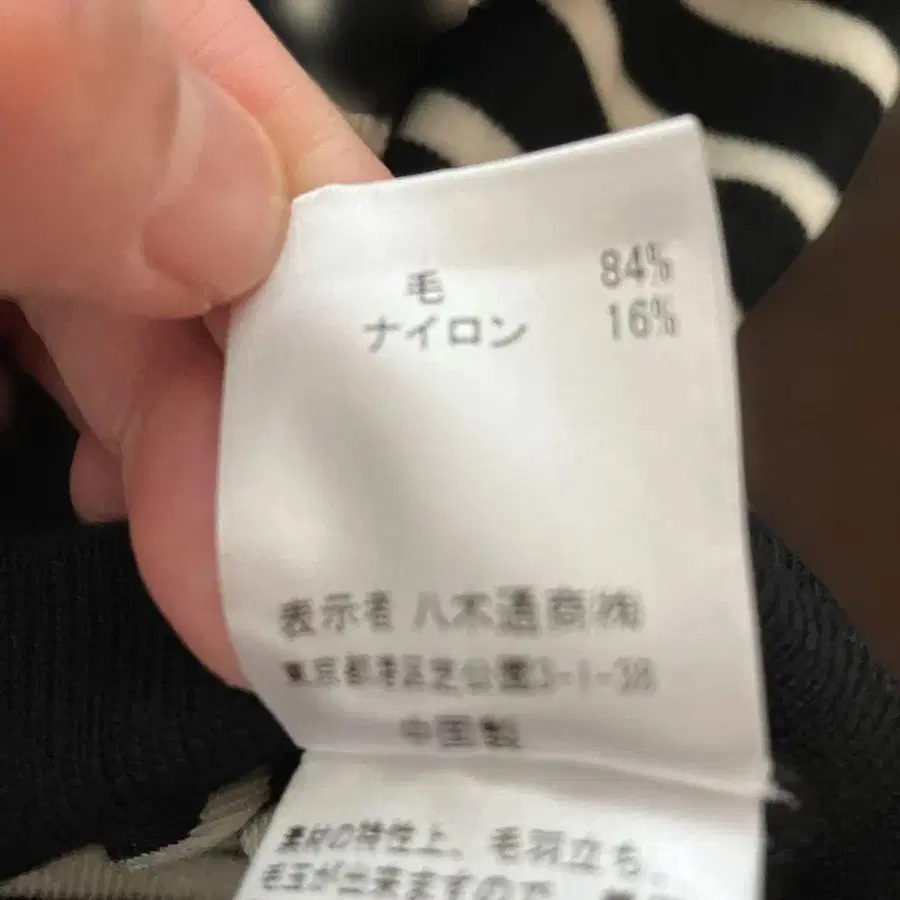 毛 84%
ナイロン 16%
表示者 八木通商㈱
東京都港区芝公園3-1-38
中国製
素材の特性上、毛羽立ち、
毛玉が出来ますので、